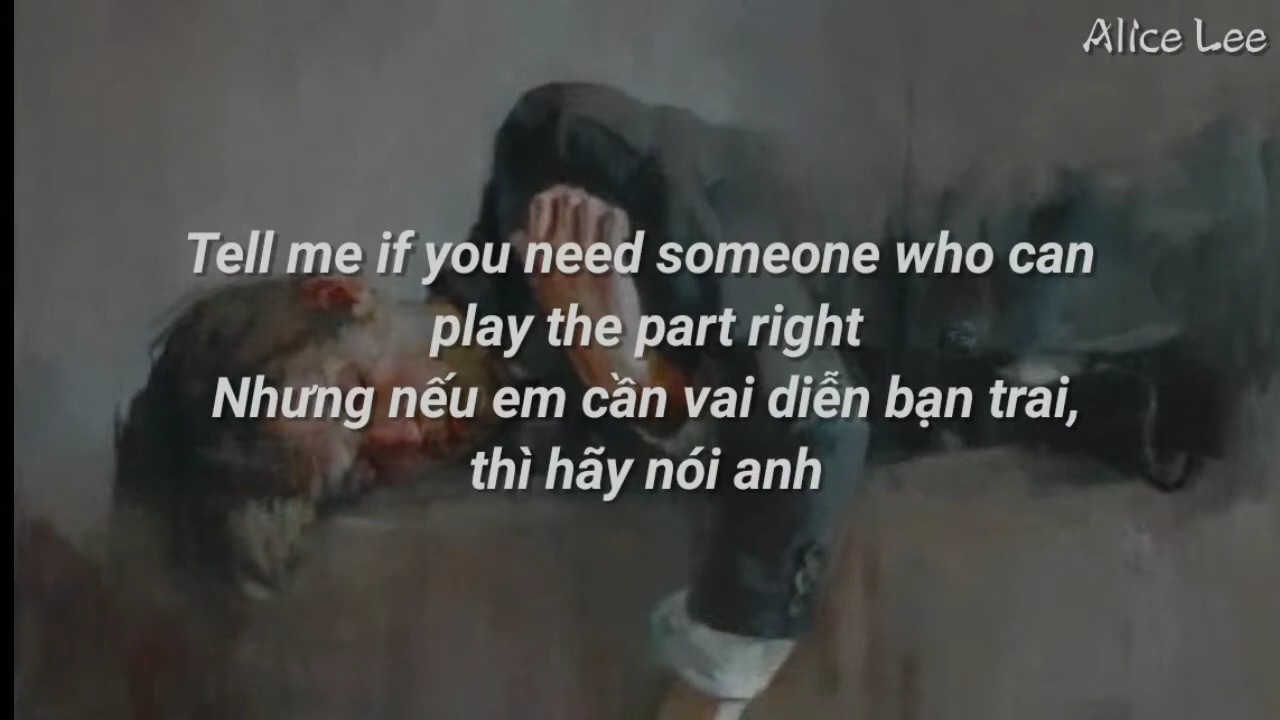 Alice Lee
Tell me if you need someone who can
play the part right
Nhưng nếu em cần vai diễn bạn trai,
thì hãy nói anh